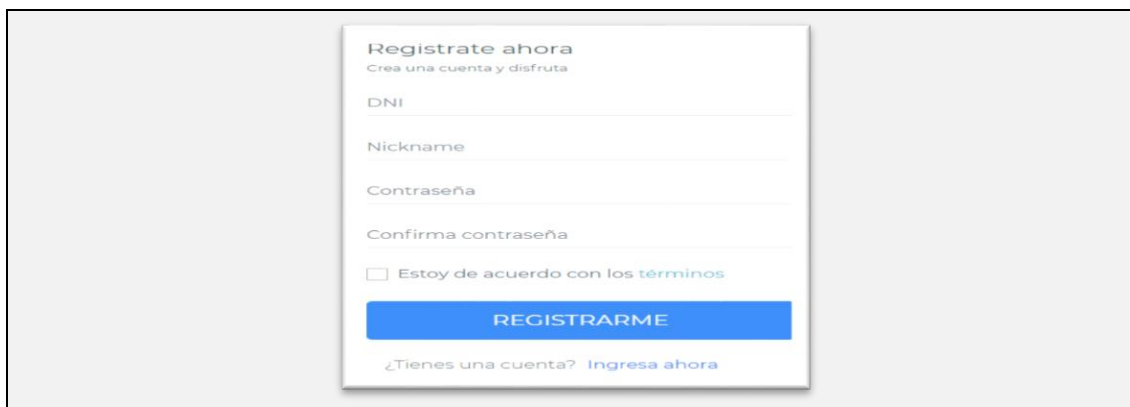 Registrate ahora
Crea una cuenta y disfruta
DNI
Nickname
Contraseña
Confirma contraseña
Estoy de acuerdo con los términos
REGISTRARME
¿Tienes una cuenta? Ingresa ahora